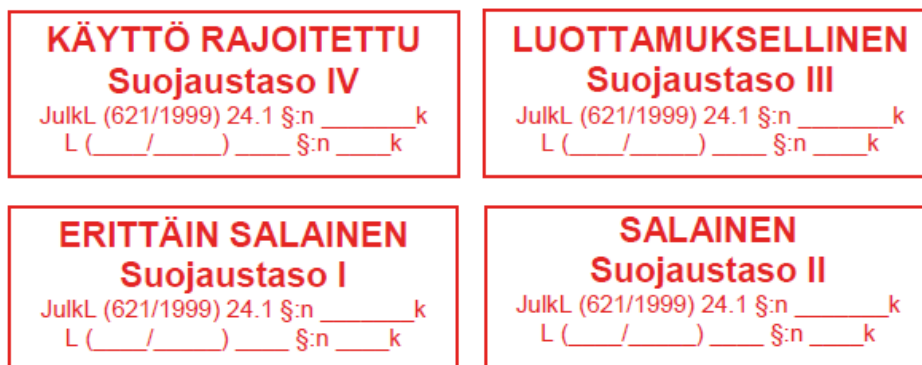 KÄYTTÖ RAJOITETTU
Suojaustaso IV
JulkL (621/1999) 24.1 §:n _______k
L (____/_____) ____ §:n ____k
LUOTTAMUKSELLINEN
Suojaustaso III
JulkL (621/1999) 24.1 §:n _______k
L (____/_____) ____ §:n ____k
ERITTÄIN SALAINEN
Suojaustaso I
JulkL (621/1999) 24.1 §:n _______k
L (____/_____) ____ §:n ____k
SALAINEN
Suojaustaso II
JulkL (621/1999) 24.1 §:n _______k
L (____/_____) ____ §:n ____k